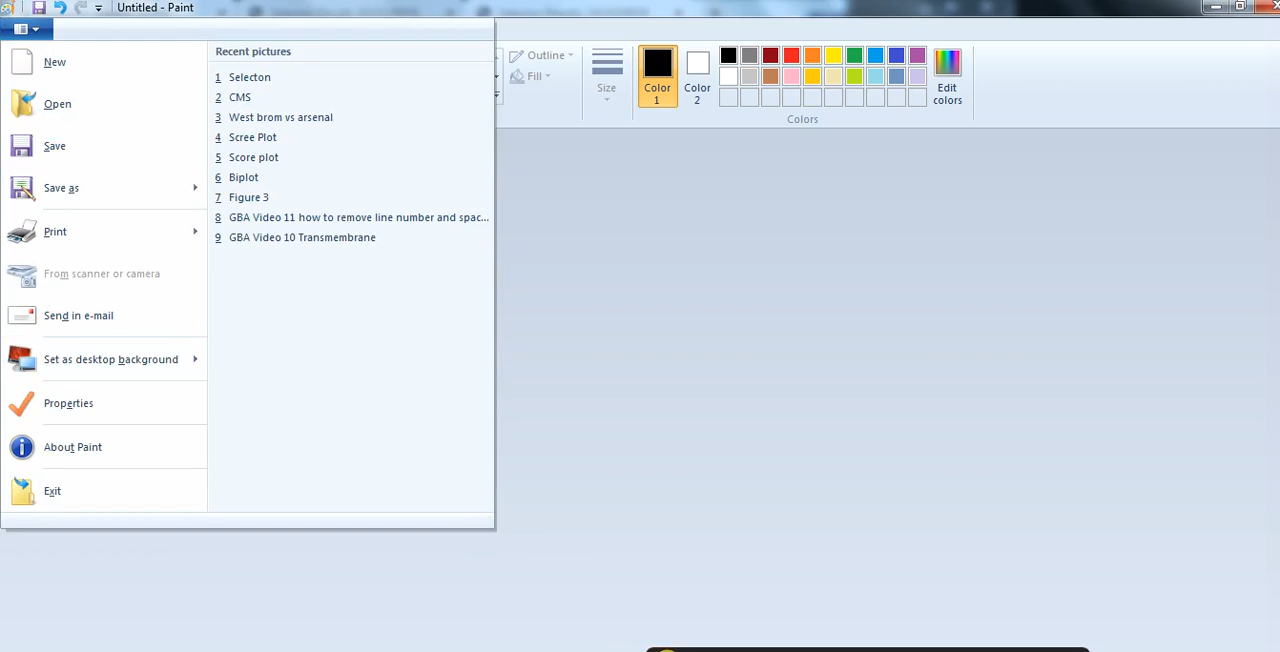 Untitled - Paint
New
Open
Save
Save as
Print
From scanner or camera
Send in e-mail
Set as desktop background
Properties
About Paint
Exit
Recent pictures
1 Selecton
2 CMS
3 West brom vs arsenal
4 Scree Plot
5 Score plot
6 Biplot
7 Figure 3
8 GBA Video 11 how to remove line number and spac...
9 GBA Video 10 Transmembrane
Outline
Fill
Size
Color
1
Color
2
Edit
colors
Colors